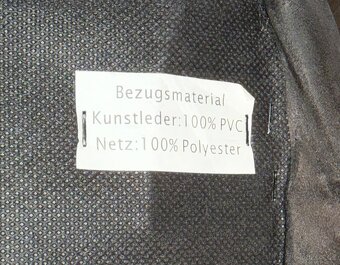 Bezugsmaterial
Kunstleder:100% PVC
Netz:100% Polyester